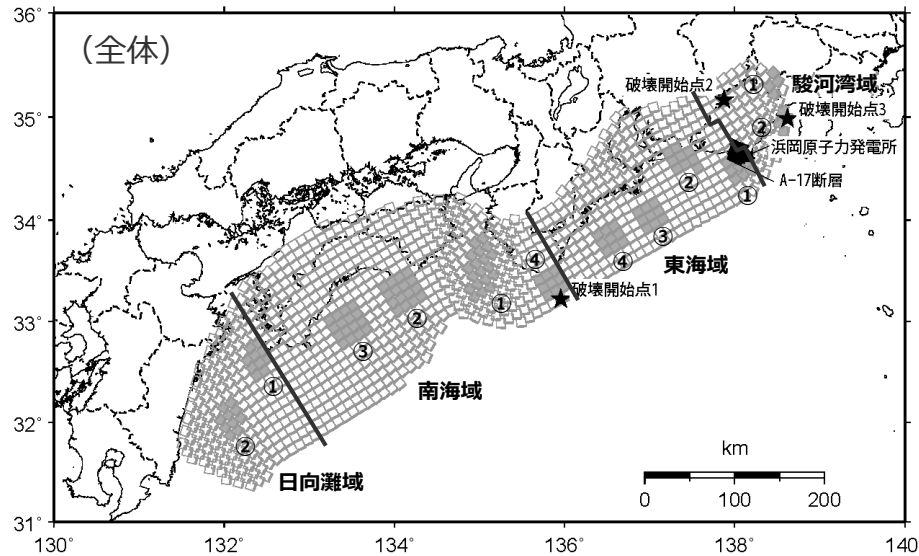 36°
(全体)
駿河湾域
破壊開始点2
①
破壊開始点3
35°
②
浜岡原子力発電所
A-17断層
②
①
34°
③
④
④
東海域
破壊開始点1
①
②
33°
③
①
南海域
32°
②
日向灘域
km
0 100 200
31°
130 132 134 136 138 140